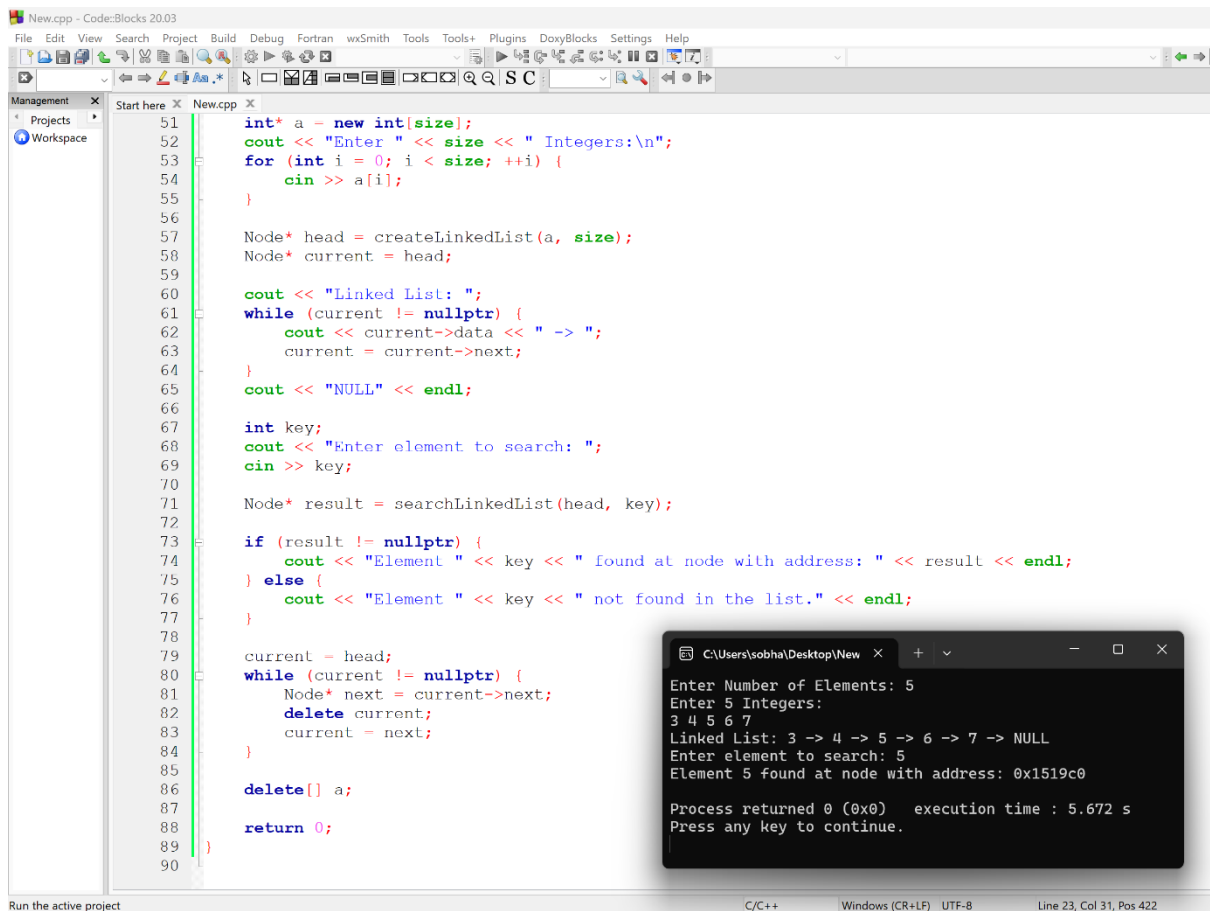 New.cpp - Code::Blocks 20.03
File Edit View Search Project Build Debug Fortran wxSmith Tools Tools+ Plugins DoxyBlocks Settings Help
Aa .* S C
Management X Start here X New.cpp X
Projects
Workspace
51 int* a = new int[size];
52 cout << "Enter " << size << " Integers:\n";
53 for (int i = 0; i < size; ++i) {
54 cin >> a[i];
55 }
56
57 Node* head = createLinkedList(a, size);
58 Node* current = head;
59
60 cout << "Linked List: ";
61 while (current != nullptr) {
62 cout << current->data << " -> ";
63 current = current->next;
64 }
65 cout << "NULL" << endl;
66
67 int key;
68 cout << "Enter element to search: ";
69 cin >> key;
70
71 Node* result = searchLinkedList(head, key);
72
73 if (result != nullptr) {
74 cout << "Element " << key << " found at node with address: " << result << endl;
75 } else {
76 cout << "Element " << key << " not found in the list." << endl;
77 }
78
79 current = head;
80 while (current != nullptr) {
81 Node* next = current->next;
82 delete current;
83 current = next;
84 }
85
86 delete[] a;
87
88 return 0;
89 }
90
C:\Users\sobha\Desktop\New
Enter Number of Elements: 5
Enter 5 Integers:
3 4 5 6 7
Linked List: 3 -> 4 -> 5 -> 6 -> 7 -> NULL
Enter element to search: 5
Element 5 found at node with address: 0x1519c0
Process returned 0 (0x0) execution time : 5.672 s
Press any key to continue.
Run the active project C/C++ Windows (CR+LF) UTF-8 Line 23, Col 31, Pos 422